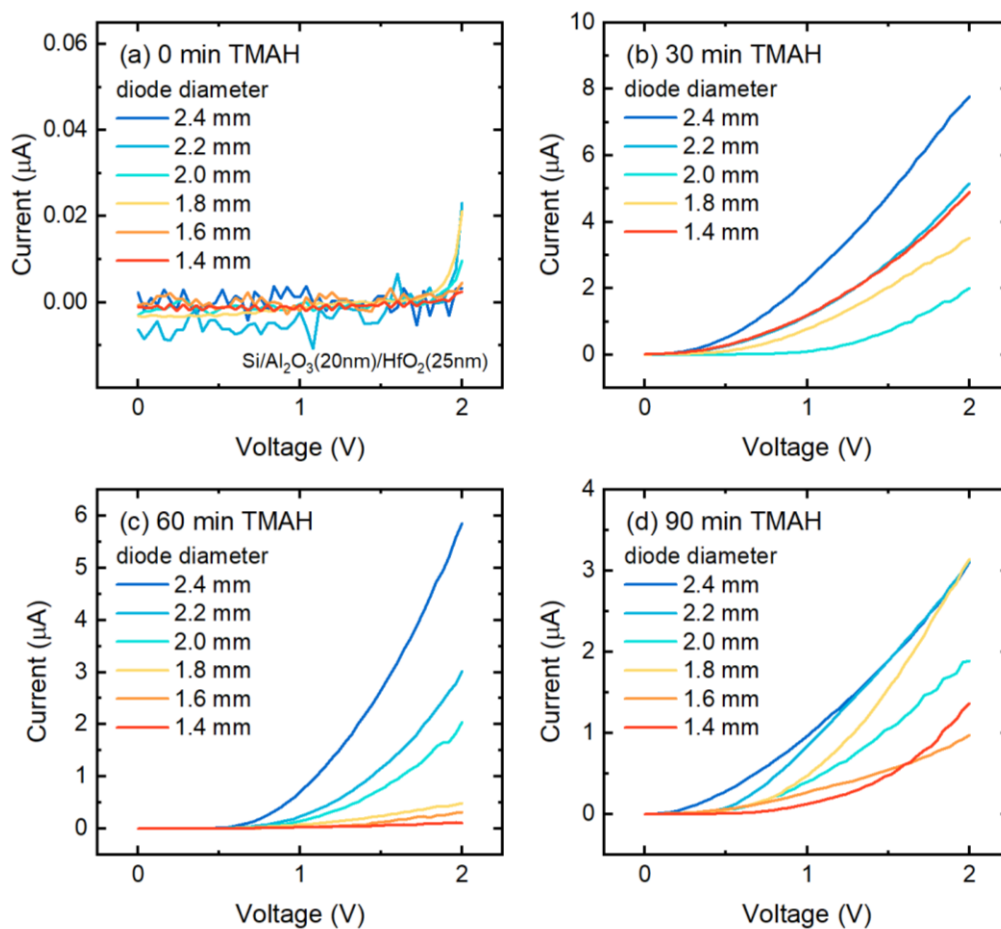 (a) 0 min TMAH
diode diameter
2.4 mm
2.2 mm
2.0 mm
1.8 mm
1.6 mm
1.4 mm
Si/Al₂O₃(20nm)/HfO₂(25nm)
0.06
0.04
0.02
0.00
Current (μA)
0
1
2
Voltage (V)
(b) 30 min TMAH
diode diameter
2.4 mm
2.2 mm
2.0 mm
1.8 mm
1.4 mm
10
8
6
4
2
0
Current (μA)
0
1
2
Voltage (V)
(c) 60 min TMAH
diode diameter
2.4 mm
2.2 mm
2.0 mm
1.8 mm
1.6 mm
1.4 mm
6
5
4
3
2
1
0
Current (μA)
0
1
2
Voltage (V)
(d) 90 min TMAH
diode diameter
2.4 mm
2.2 mm
2.0 mm
1.8 mm
1.6 mm
1.4 mm
4
3
2
1
0
Current (μA)
0
1
2
Voltage (V)